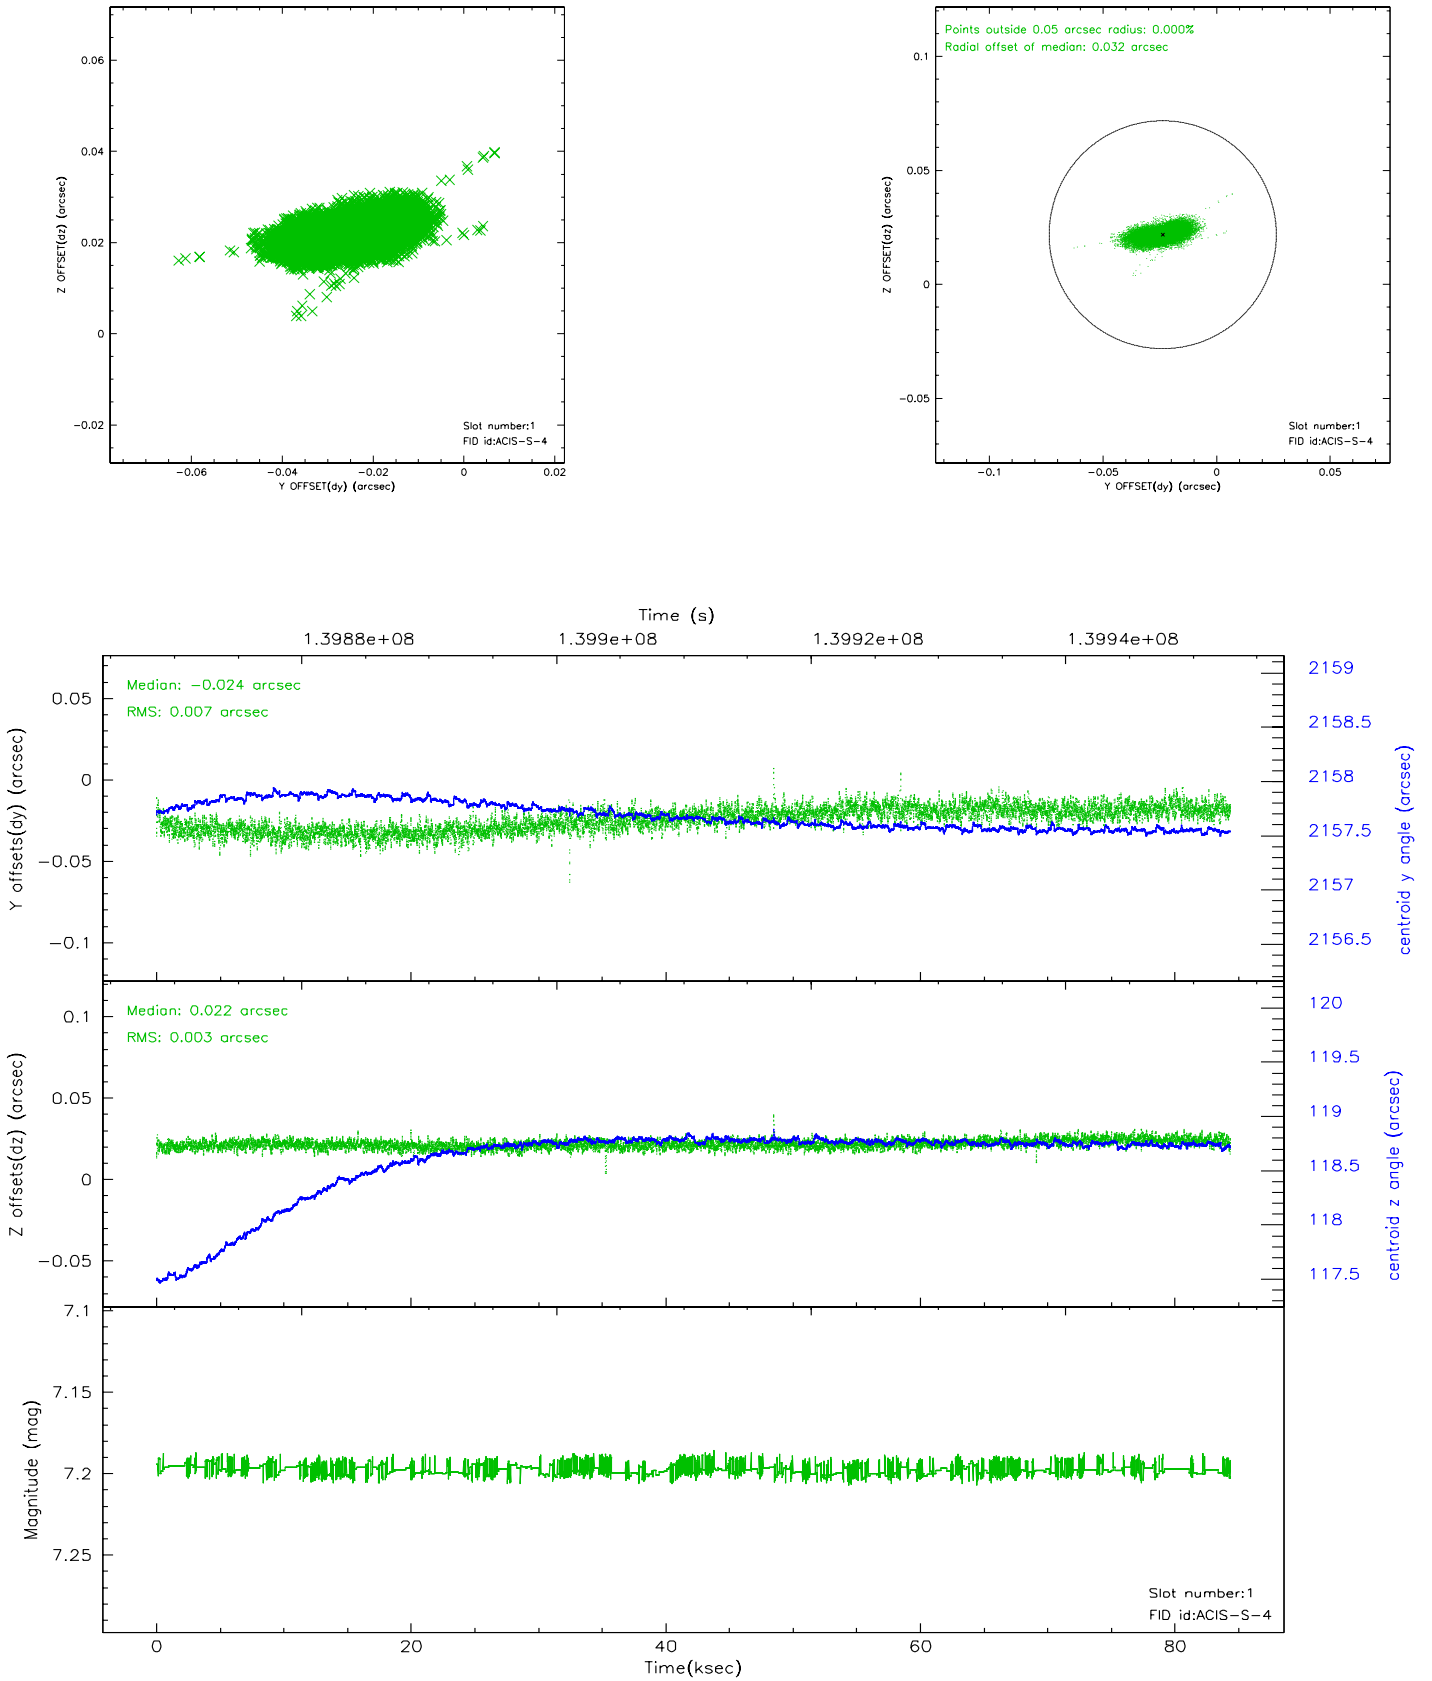 0.06
0.04
0.02
0
−0.02
Z OFFSET(dz) (arcsec)
Slot number:1
FID id:ACIS−S−4
−0.06 −0.04 −0.02 0 0.02
Y OFFSET(dy) (arcsec)
Points outside 0.05 arcsec radius: 0.000%
Radial offset of median: 0.032 arcsec
0.1
0.05
0
−0.05
Z OFFSET(dz) (arcsec)
Slot number:1
FID id:ACIS−S−4
−0.1 −0.05 0 0.05
Y OFFSET(dy) (arcsec)
Time (s)
1.3988e+08 1.399e+08 1.3992e+08 1.3994e+08
Median: −0.024 arcsec
RMS: 0.007 arcsec
0.05
0
−0.05
−0.1
Y offsets(dy) (arcsec)
2159
2158.5
2158
2157.5
2157
2156.5
centroid y angle (arcsec)
Median: 0.022 arcsec
RMS: 0.003 arcsec
0.1
0.05
0
−0.05
Z offsets(dz) (arcsec)
120
119.5
119
118.5
118
117.5
centroid z angle (arcsec)
7.1
7.15
7.2
7.25
Magnitude (mag)
Slot number:1
FID id:ACIS−S−4
0 20 40 60 80
Time(ksec)